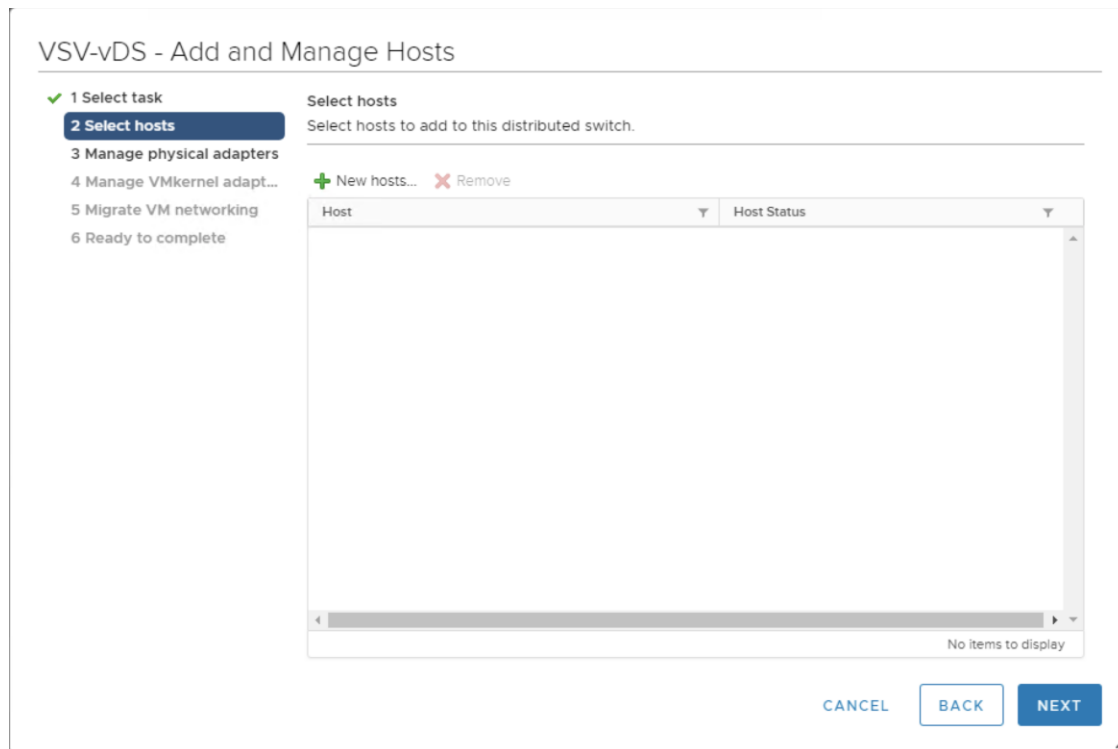 VSV-vDS - Add and Manage Hosts
1 Select task
2 Select hosts
3 Manage physical adapters
4 Manage VMkernel adapt...
5 Migrate VM networking
6 Ready to complete
Select hosts
Select hosts to add to this distributed switch.
New hosts... Remove
Host Host Status
No items to display
CANCEL BACK NEXT